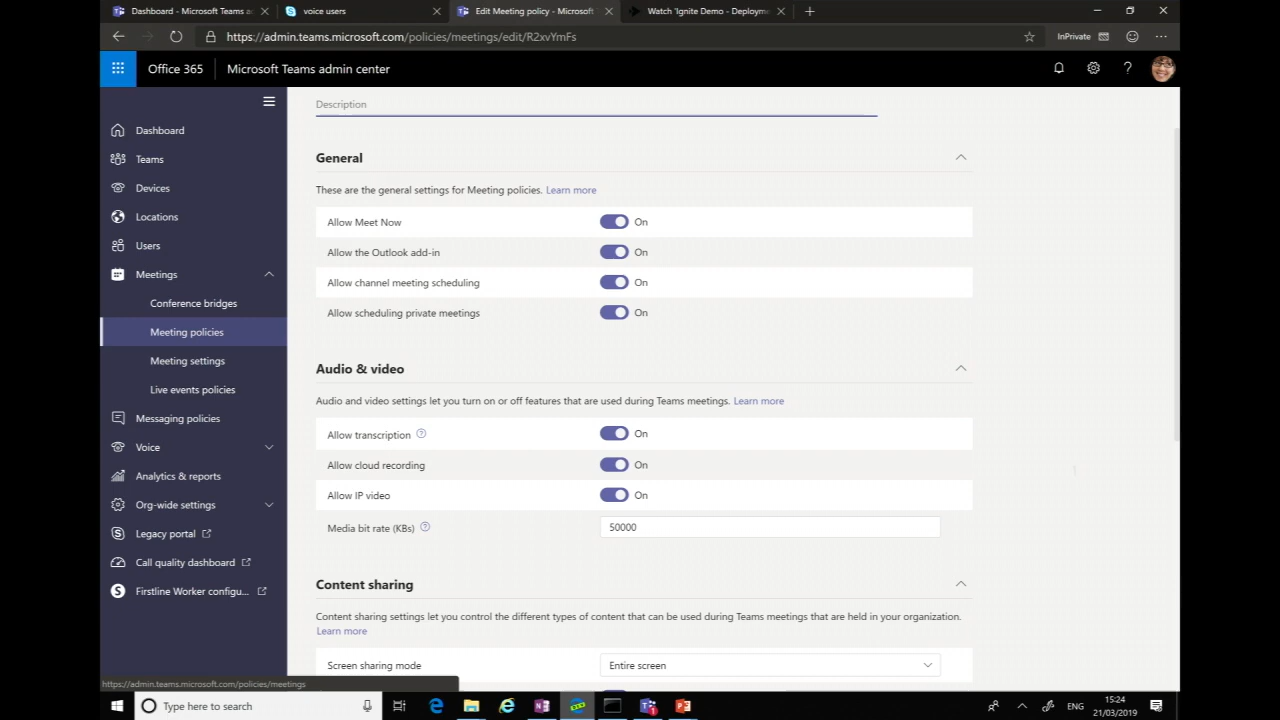 Dashboard - Microsoft Teams a
voice users
Edit Meeting policy - Microsoft
Watch 'Ignite Demo - Deployme
https://admin.teams.microsoft.com/policies/meetings/edit/R2xvYmFs
InPrivate
Office 365
Microsoft Teams admin center
Dashboard
Teams
Devices
Locations
Users
Meetings
Conference bridges
Meeting policies
Meeting settings
Live events policies
Messaging policies
Voice
Analytics & reports
Org-wide settings
Legacy portal
Call quality dashboard
Firstline Worker configu...
Description
General
These are the general settings for Meeting policies. Learn more
Allow Meet Now On
Allow the Outlook add-in On
Allow channel meeting scheduling On
Allow scheduling private meetings On
Audio & video
Audio and video settings let you turn on or off features that are used during Teams meetings. Learn more
Allow transcription On
Allow cloud recording On
Allow IP video On
Media bit rate (KBs) 50000
Content sharing
Content sharing settings let you control the different types of content that can be used during Teams meetings that are held in your organization.
Learn more
Screen sharing mode Entire screen
https://admin.teams.microsoft.com/policies/meetings
Type here to search
ENG
15:24
21/03/2019